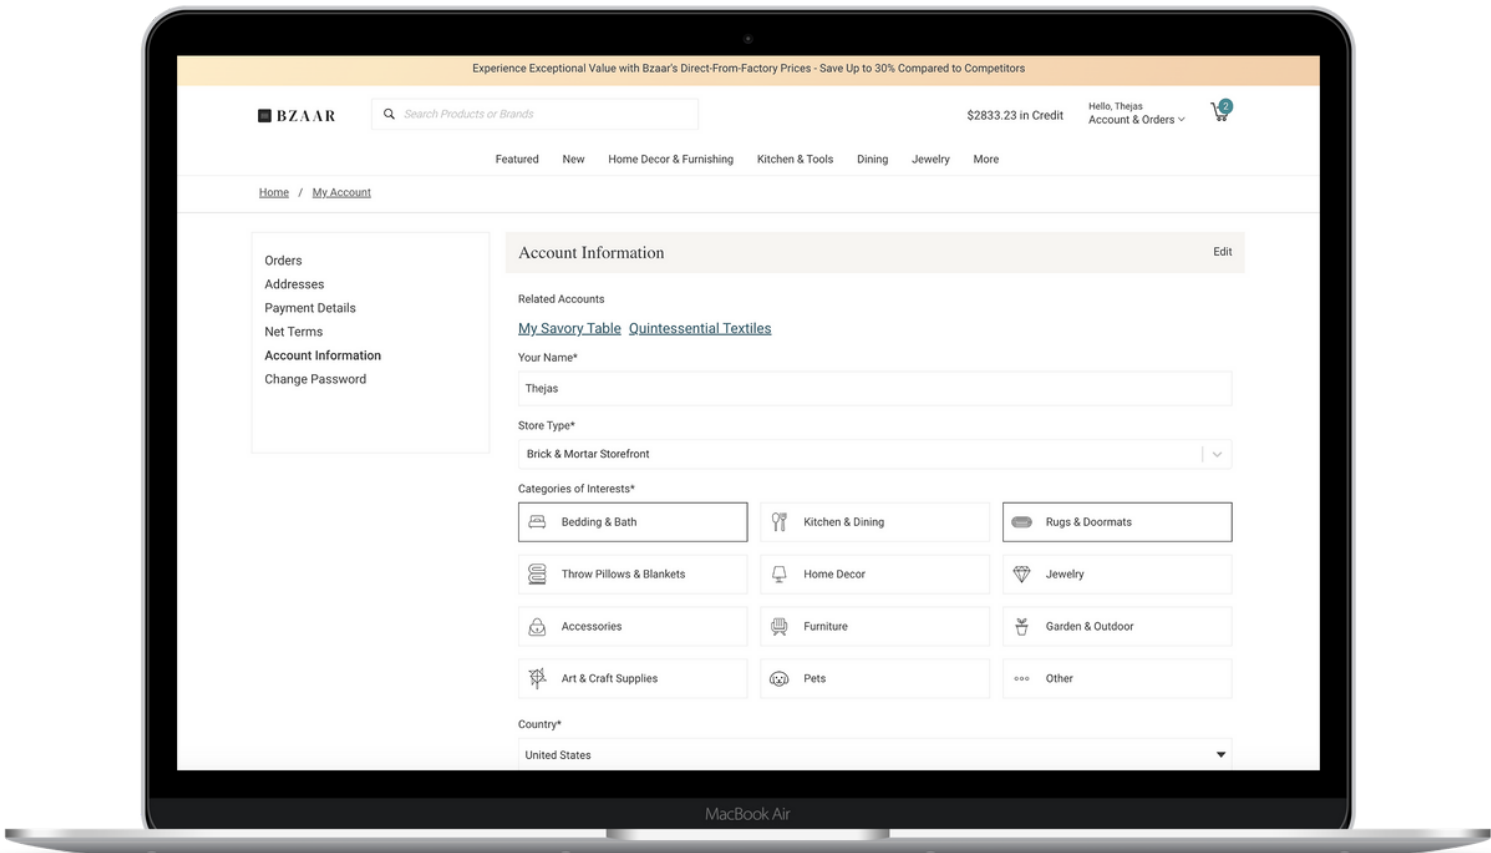 Experience Exceptional Value with Bzaar's Direct-From-Factory Prices - Save Up to 30% Compared to Competitors
BZAAR
Search Products or Brands
$2833.23 in Credit
Hello, Thejas
Account & Orders
2
Featured New Home Decor & Furnishing Kitchen & Tools Dining Jewelry More
Home / My Account
Orders
Addresses
Payment Details
Net Terms
Account Information
Change Password
Account Information Edit
Related Accounts
My Savory Table Quintessential Textiles
Your Name*
Thejas
Store Type*
Brick & Mortar Storefront
Categories of Interests*
Bedding & Bath Kitchen & Dining Rugs & Doormats
Throw Pillows & Blankets Home Decor Jewelry
Accessories Furniture Garden & Outdoor
Art & Craft Supplies Pets Other
Country*
United States
MacBook Air